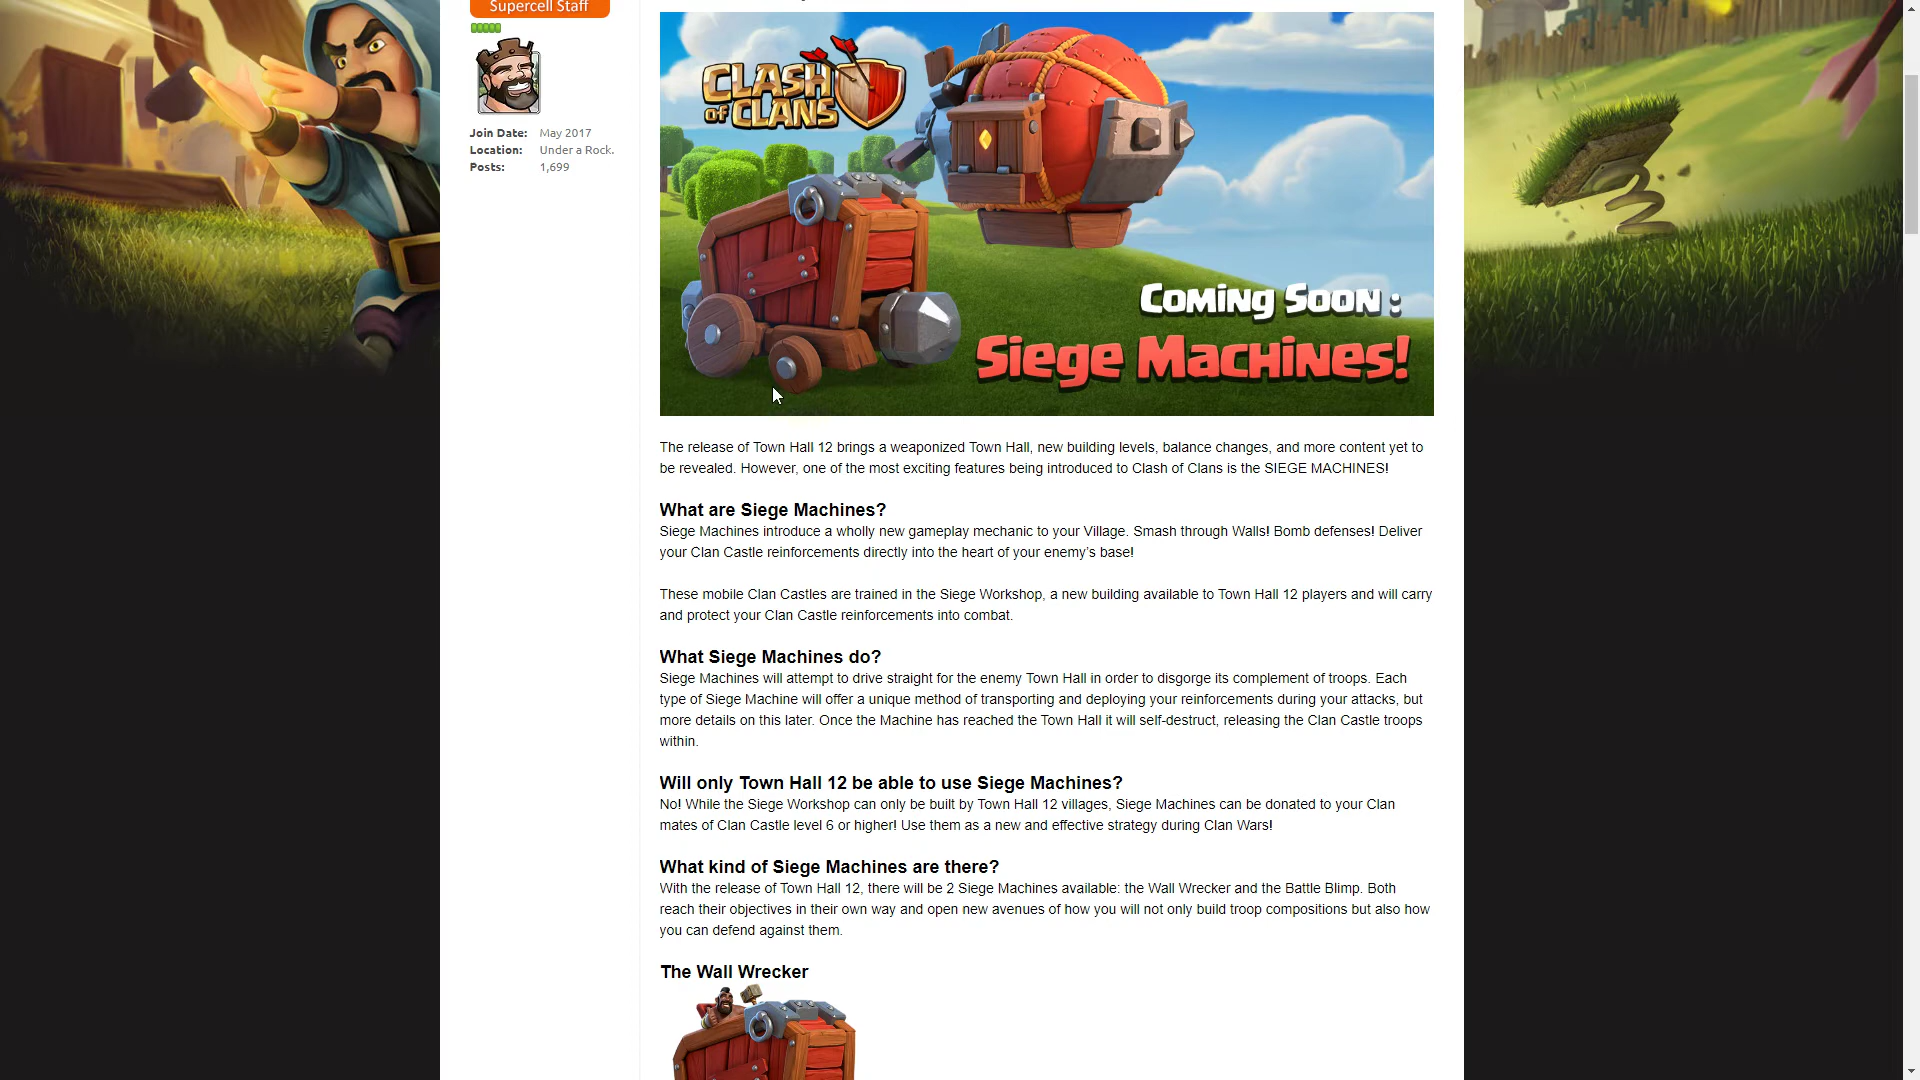 Supercell Staff
Join Date: May 2017
Location: Under a Rock.
Posts: 1,699
CLASH
OF CLANS
Coming Soon :
Siege Machines!
The release of Town Hall 12 brings a weaponized Town Hall, new building levels, balance changes, and more content yet to
be revealed. However, one of the most exciting features being introduced to Clash of Clans is the SIEGE MACHINES!
What are Siege Machines?
Siege Machines introduce a wholly new gameplay mechanic to your Village. Smash through Walls! Bomb defenses! Deliver
your Clan Castle reinforcements directly into the heart of your enemy's base!
These mobile Clan Castles are trained in the Siege Workshop, a new building available to Town Hall 12 players and will carry
and protect your Clan Castle reinforcements into combat.
What Siege Machines do?
Siege Machines will attempt to drive straight for the enemy Town Hall in order to disgorge its complement of troops. Each
type of Siege Machine will offer a unique method of transporting and deploying your reinforcements during your attacks, but
more details on this later. Once the Machine has reached the Town Hall it will self-destruct, releasing the Clan Castle troops
within.
Will only Town Hall 12 be able to use Siege Machines?
No! While the Siege Workshop can only be built by Town Hall 12 villages, Siege Machines can be donated to your Clan
mates of Clan Castle level 6 or higher! Use them as a new and effective strategy during Clan Wars!
What kind of Siege Machines are there?
With the release of Town Hall 12, there will be 2 Siege Machines available: the Wall Wrecker and the Battle Blimp. Both
reach their objectives in their own way and open new avenues of how you will not only build troop compositions but also how
you can defend against them.
The Wall Wrecker